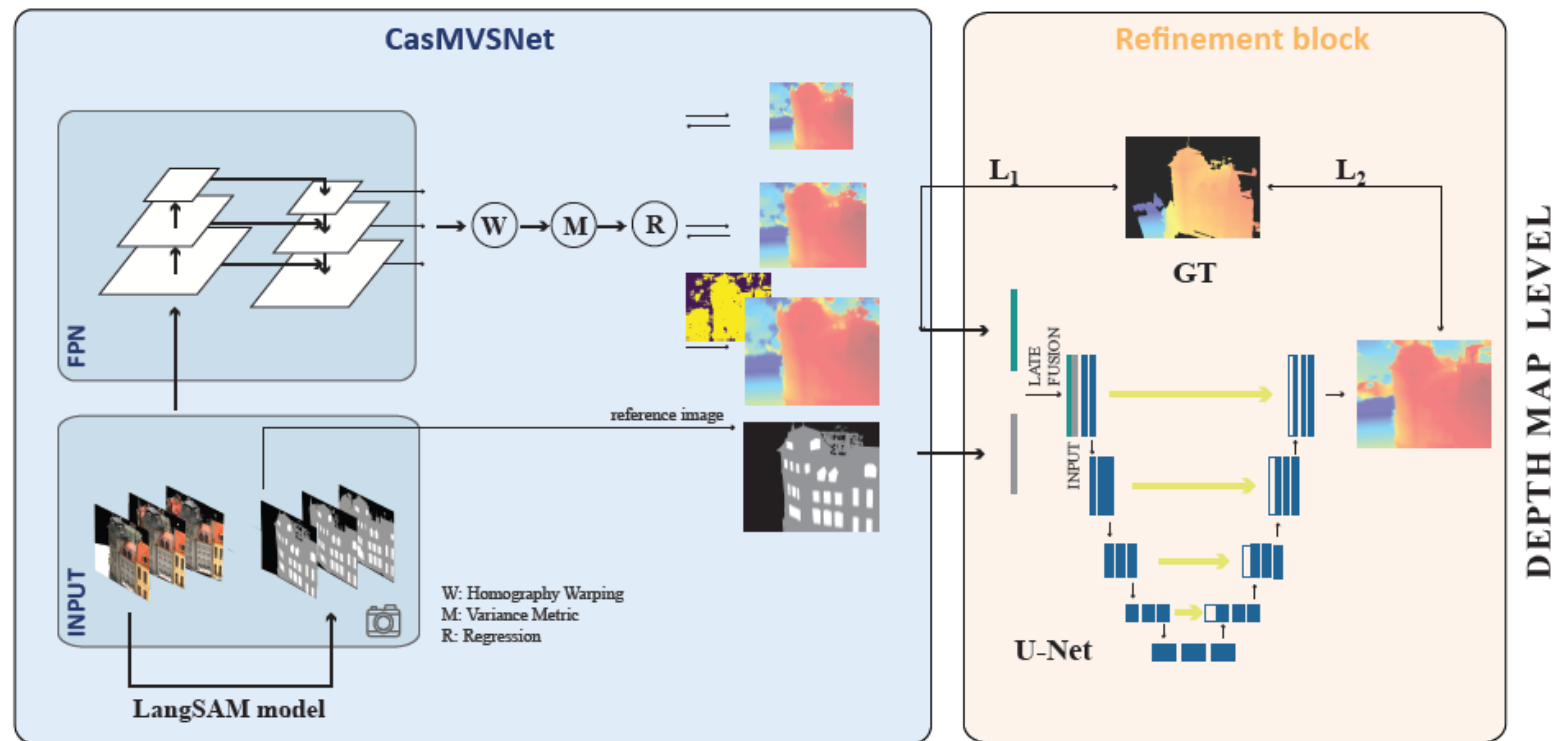 CasMVSNet
FPN
W
M
R
reference image
INPUT
LangSAM model
W: Homography Warping
M: Variance Metric
R: Regression
Refinement block
L1
L2
GT
LATE
FUSION
INPUT
U-Net
DEPTH MAP LEVEL